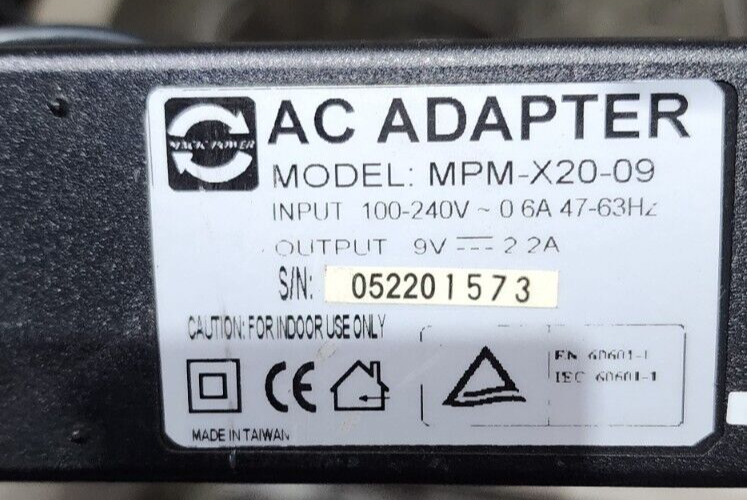 AC ADAPTER
MACK POWER
MODEL: MPM-X20-09
INPUT 100-240V ~ 0 6A 47-63Hz
OUTPUT 9V ⎓ 2 2A
S/N: 052201573
CAUTION: FOR INDOOR USE ONLY
CE
EN 60601-1
IEC 60601-1
MADE IN TAIWAN